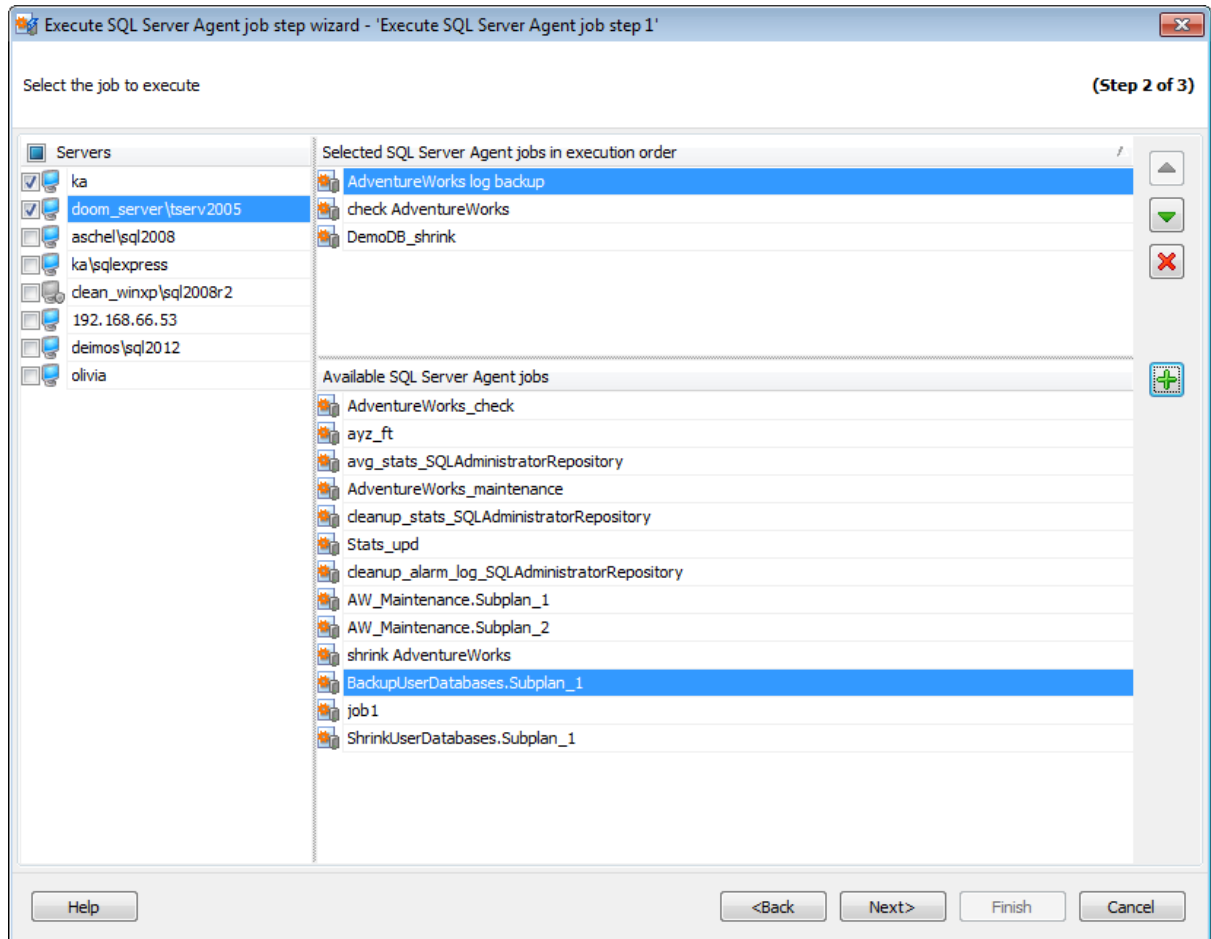 Execute SQL Server Agent job step wizard - 'Execute SQL Server Agent job step 1'
Select the job to execute
(Step 2 of 3)
Servers
ka
doom_server\tserv2005
aschel\sql2008
ka\sqlexpress
clean_winxp\sql2008r2
192.168.66.53
deimos\sql2012
olivia
Selected SQL Server Agent jobs in execution order
AdventureWorks log backup
check AdventureWorks
DemoDB_shrink
Available SQL Server Agent jobs
AdventureWorks_check
ayz_ft
avg_stats_SQLAdministratorRepository
AdventureWorks_maintenance
cleanup_stats_SQLAdministratorRepository
Stats_upd
cleanup_alarm_log_SQLAdministratorRepository
AW_Maintenance.Subplan_1
AW_Maintenance.Subplan_2
shrink AdventureWorks
BackupUserDatabases.Subplan_1
job1
ShrinkUserDatabases.Subplan_1
Help
<Back
Next>
Finish
Cancel